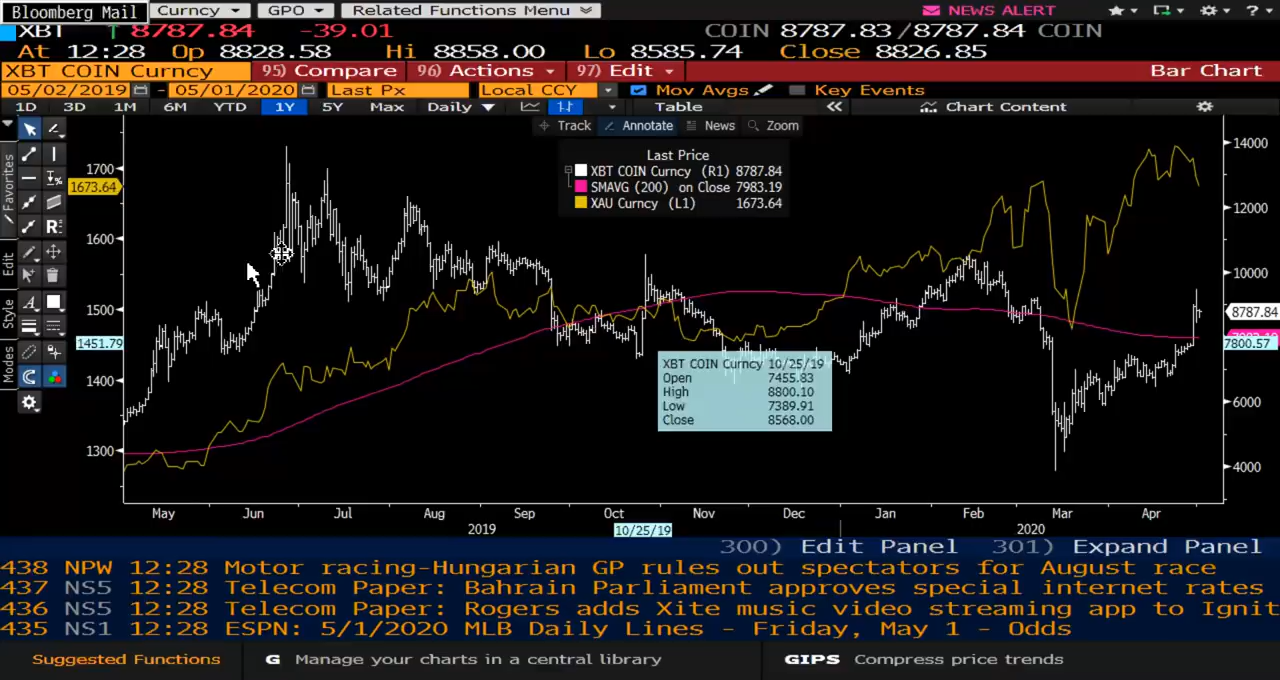 Bloomberg Mail Curncy GPO Related Functions Menu NEWS ALERT
XBT ↑ 8787.84 -39.01 COIN 8787.83/8787.84 COIN
At 12:28 Op 8828.58 Hi 8858.00 Lo 8585.74 Close 8826.85
XBT COIN Curncy 95) Compare 96) Actions 97) Edit Bar Chart
05/02/2019 - 05/01/2020 Last Px Local CCY Mov Avgs Key Events
1D 3D 1M 6M YTD 1Y 5Y Max Daily Table Chart Content
Track Annotate News Zoom
Last Price
XBT COIN Curncy (R1) 8787.84
SMAVG (200) on Close 7983.19
XAU Curncy (L1) 1673.64
Favorites
Edit
Style
Modes
1700
1673.64
1600
1500
1451.79
1400
1300
14000
12000
10000
8787.84
7800.57
6000
4000
XBT COIN Curncy 10/25/19
Open 7455.83
High 8800.10
Low 7389.91
Close 8568.00
May Jun Jul Aug Sep Oct Nov Dec Jan Feb Mar Apr
2019 10/25/19 2020
300) Edit Panel 301) Expand Panel
438 NPW 12:28 Motor racing-Hungarian GP rules out spectators for August race
437 NS5 12:28 Telecom Paper: Bahrain Parliament approves special internet rates
436 NS5 12:28 Telecom Paper: Rogers adds Xite music video streaming app to Ignit
435 NS1 12:28 ESPN: 5/1/2020 MLB Daily Lines - Friday, May 1 - Odds
Suggested Functions G Manage your charts in a central library GIPS Compress price trends